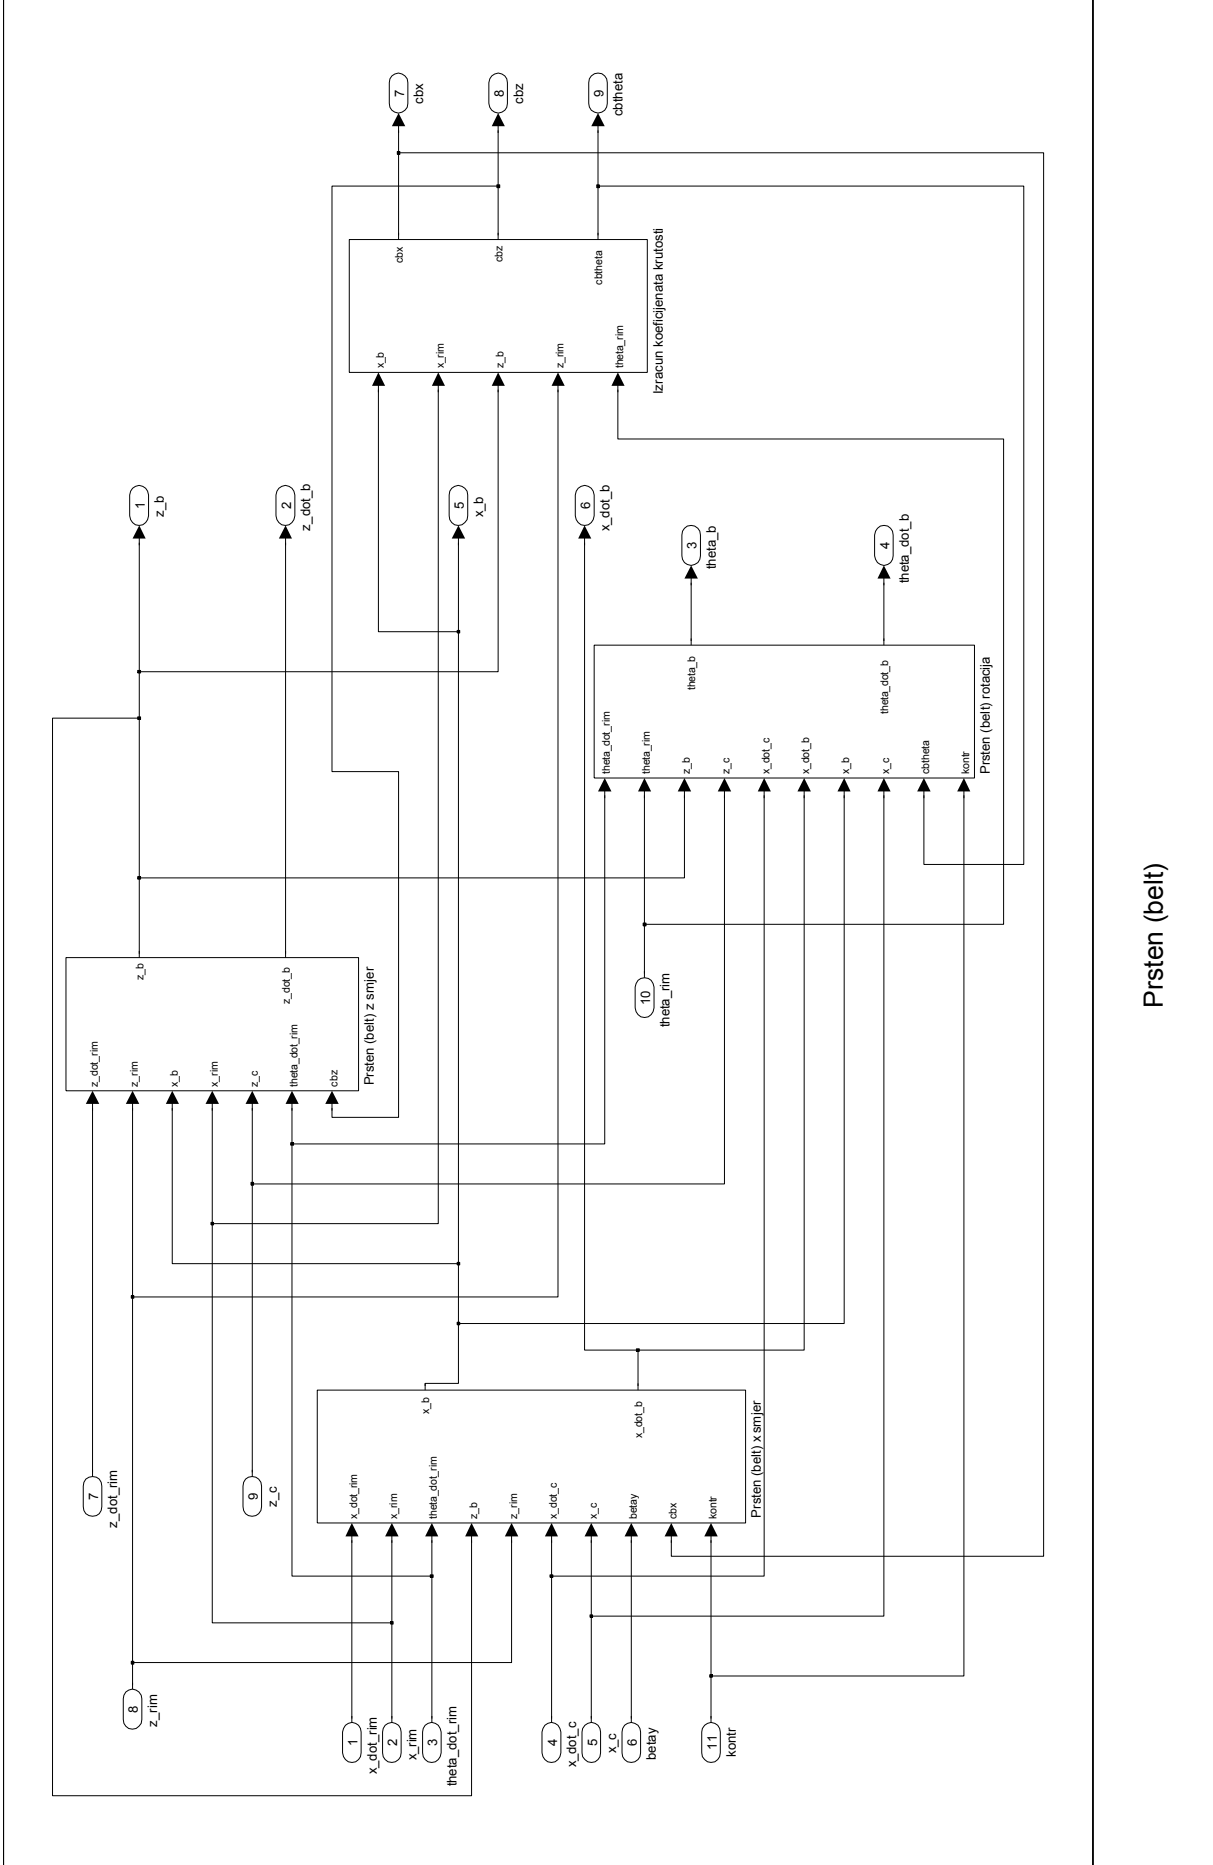 7
cbx
8
cbz
9
cbtheta
cbx
cbz
cbtheta
x_b
x_rim
z_b
z_rim
theta_rim
Izracun koeficijenata krutosti
1
z_b
2
z_dot_b
5
x_b
6
x_dot_b
3
theta_b
4
theta_dot_b
theta_b
theta_dot_b
theta_dot_rim
theta_rim
z_b
z_c
x_dot_c
x_dot_b
x_b
x_c
cbtheta
kontr
Prsten (belt) rotacija
z_b
z_dot_b
z_dot_rim
z_rim
x_b
x_rim
z_c
theta_dot_rim
cbz
Prsten (belt) z smjer
10
theta_rim
x_b
x_dot_b
x_dot_rim
x_rim
theta_dot_rim
z_b
z_rim
x_dot_c
x_c
betay
cbx
kontr
Prsten (belt) x smjer
7
z_dot_rim
9
z_c
8
z_rim
1
x_dot_rim
2
x_rim
3
theta_dot_rim
4
x_dot_c
5
x_c
6
betay
11
kontr
Prsten (belt)